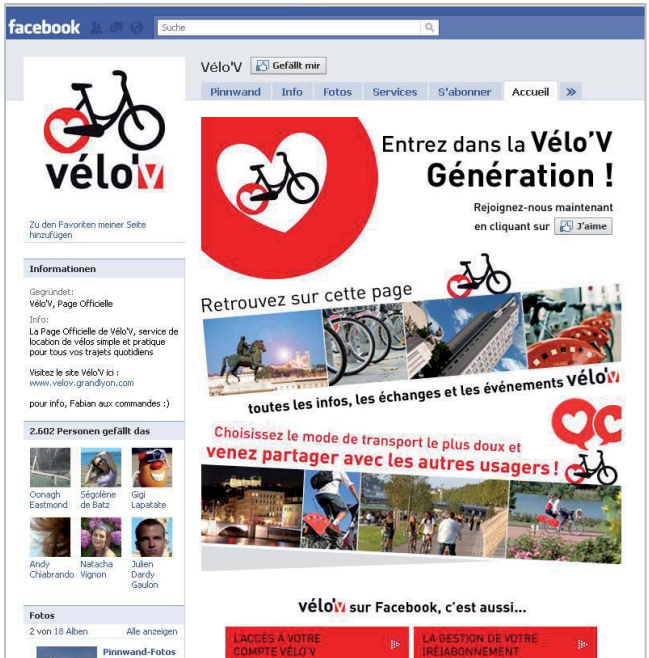 facebook
Suche
vélo'v
Zu den Favoriten meiner Seite
hinzufügen
Informationen
Gegründet:
Vélo'V, Page Officielle
Info:
La Page Officielle de Vélo'V, service de
location de vélos simple et pratique
pour tous vos trajets quotidiens
Visitez le site Vélo'V ici :
www.velov.grandlyon.com
pour info, Fabian aux commandes :)
2.602 Personen gefällt das
Oonagh Eastmond
Ségolène de Batz
Gigi Lapatate
Andy Chiabrando
Natacha Vignon
Julien Dardy Gaulon
Fotos
2 von 18 Alben Alle anzeigen
Pinnwand-Fotos
Vélo'V Gefällt mir
Pinnwand Info Fotos Services S'abonner Accueil »
Entrez dans la Vélo'V
Génération !
Rejoignez-nous maintenant
en cliquant sur J'aime
Retrouvez sur cette page
toutes les infos, les échanges et les événements vélo'v
Choisissez le mode de transport le plus doux et
venez partager avec les autres usagers !
vélo'v sur Facebook, c'est aussi...
L'ACCÈS À VOTRE
COMPTE VÉLO'V
LA GESTION DE VOTRE
(RÉ)ABONNEMENT